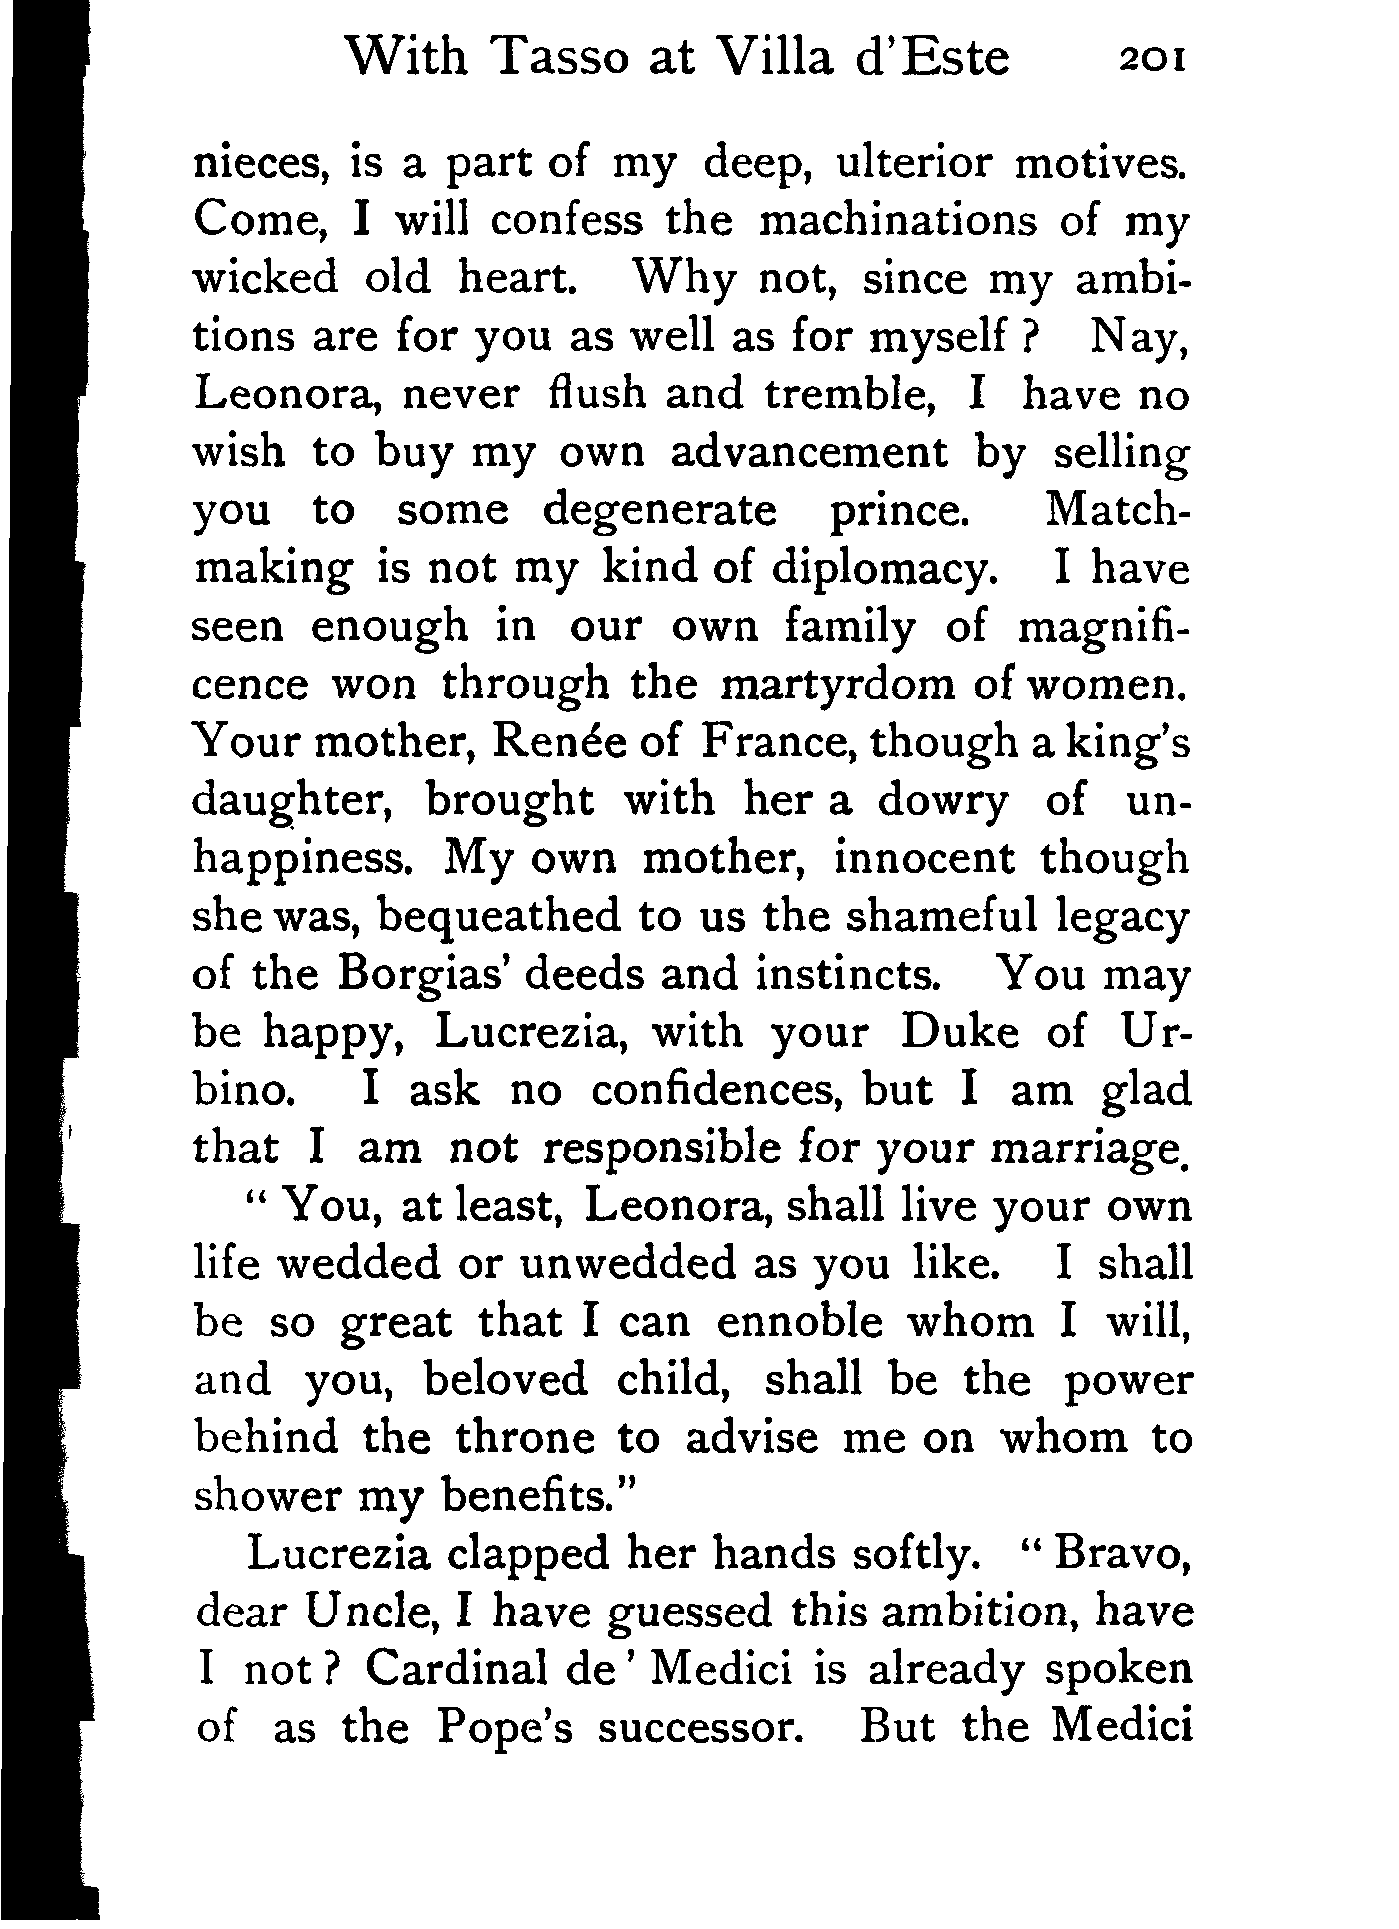 With Tasso at Villa d'Este 201
nieces, is a part of my deep, ulterior motives.
Come, I will confess the machinations of my
wicked old heart. Why not, since my ambi-
tions are for you as well as for myself? Nay,
Leonora, never flush and tremble, I have no
wish to buy my own advancement by selling
you to some degenerate prince. Match-
making is not my kind of diplomacy. I have
seen enough in our own family of magnifi-
cence won through the martyrdom of women.
Your mother, Renée of France, though a king's
daughter, brought with her a dowry of un-
happiness. My own mother, innocent though
she was, bequeathed to us the shameful legacy
of the Borgias' deeds and instincts. You may
be happy, Lucrezia, with your Duke of Ur-
bino. I ask no confidences, but I am glad
that I am not responsible for your marriage.
"You, at least, Leonora, shall live your own
life wedded or unwedded as you like. I shall
be so great that I can ennoble whom I will,
and you, beloved child, shall be the power
behind the throne to advise me on whom to
shower my benefits."
Lucrezia clapped her hands softly. "Bravo,
dear Uncle, I have guessed this ambition, have
I not? Cardinal de' Medici is already spoken
of as the Pope's successor. But the Medici